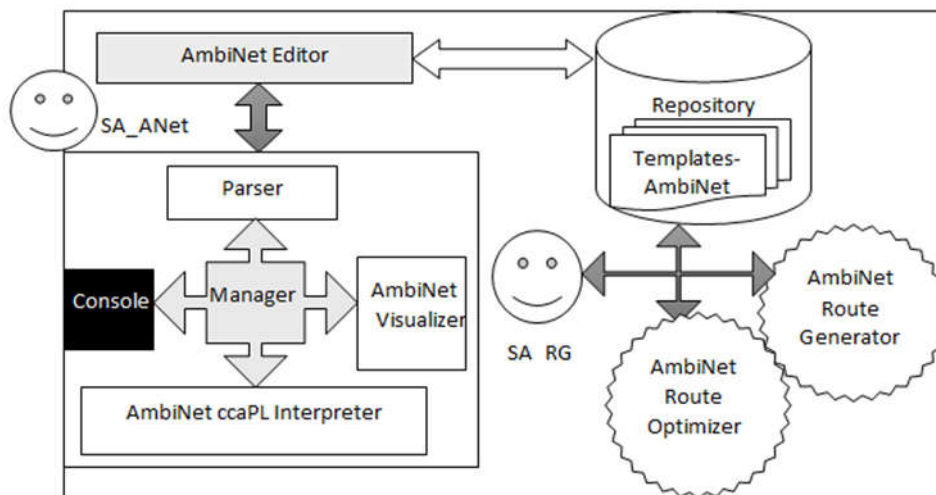 AmbiNet Editor
SA_ANet
Repository
Templates-
AmbiNet
Parser
Console
Manager
AmbiNet
Visualizer
AmbiNet ccaPL Interpreter
SA RG
AmbiNet
Route
Generator
AmbiNet
Route
Optimizer